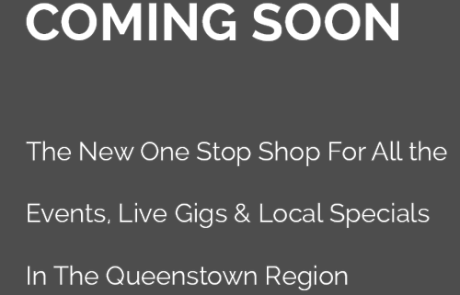 COMING SOON
The New One Stop Shop For All the
Events, Live Gigs & Local Specials
In The Queenstown Region